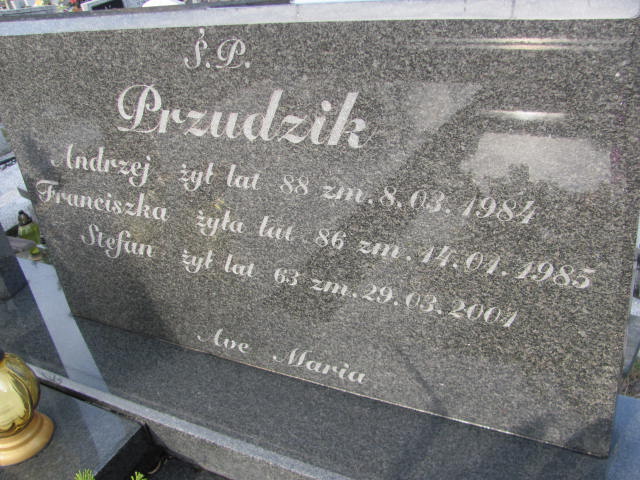 Ś.P.
Przudzik
Andrzej żył lat 88 zm. 8.03.1984
Franciszka żyła lat 86 zm. 14.01.1985
Stefan żył lat 63 zm. 29.03.2001
Ave Maria